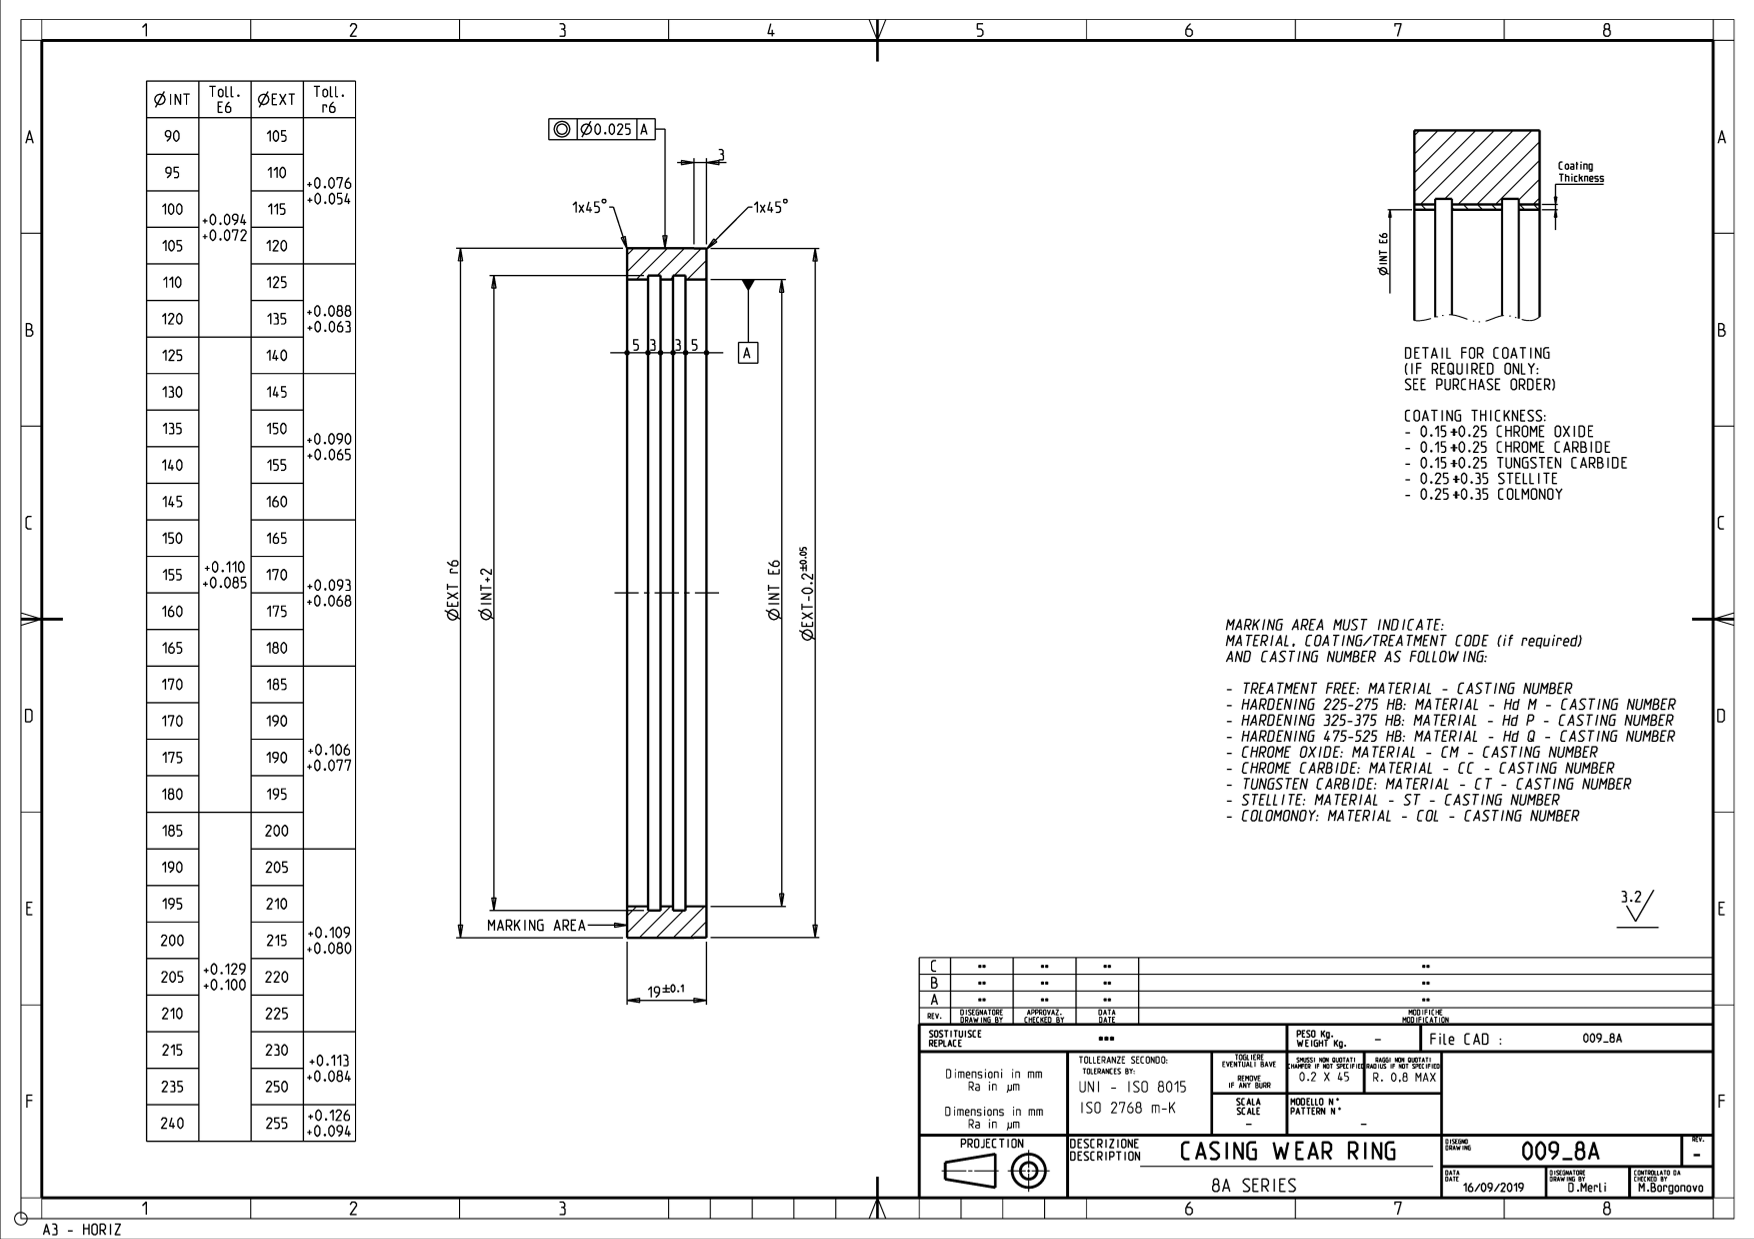 1 2 3 4 5 6 7 8
A A
B B
C C
D D
E E
F F
ØINT Toll. E6 ØEXT Toll. r6
90 105
95 110
+0.076
+0.054
100 115
+0.094
+0.072
105 120
110 125
120 135
+0.088
+0.063
125 140
130 145
135 150
+0.090
+0.065
140 155
145 160
150 165
155 170
+0.110
+0.085
+0.093
+0.068
160 175
165 180
170 185
170 190
175 190
+0.106
+0.077
180 195
185 200
190 205
195 210
200 215
+0.109
+0.080
205 220
+0.129
+0.100
210 225
215 230
+0.113
+0.084
235 250
240 255
+0.126
+0.094
Ø0.025 A
3
1x45°
1x45°
5 3 3 5
A
ØEXT r6
ØINT+2
ØINT E6
ØEXT-0.2±0.05
MARKING AREA
19±0.1
Coating
Thickness
ØINT E6
DETAIL FOR COATING
(IF REQUIRED ONLY:
SEE PURCHASE ORDER)
COATING THICKNESS:
- 0.15÷0.25 CHROME OXIDE
- 0.15÷0.25 CHROME CARBIDE
- 0.15÷0.25 TUNGSTEN CARBIDE
- 0.25÷0.35 STELLITE
- 0.25÷0.35 COLMONOY
MARKING AREA MUST INDICATE:
MATERIAL, COATING/TREATMENT CODE (if required)
AND CASTING NUMBER AS FOLLOWING:
- TREATMENT FREE: MATERIAL - CASTING NUMBER
- HARDENING 225-275 HB: MATERIAL - Hd M - CASTING NUMBER
- HARDENING 325-375 HB: MATERIAL - Hd P - CASTING NUMBER
- HARDENING 475-525 HB: MATERIAL - Hd Q - CASTING NUMBER
- CHROME OXIDE: MATERIAL - CM - CASTING NUMBER
- CHROME CARBIDE: MATERIAL - CC - CASTING NUMBER
- TUNGSTEN CARBIDE: MATERIAL - CT - CASTING NUMBER
- STELLITE: MATERIAL - ST - CASTING NUMBER
- COLOMONOY: MATERIAL - COL - CASTING NUMBER
3.2
C ** ** ** **
B ** ** ** **
A ** ** ** **
REV. DISEGNATORE DRAWING BY APPROVAZ. CHECKED BY DATA DATE MODIFICHE MODIFICATION
SOSTITUISCE
REPLACE
***
PESO Kg.
WEIGHT Kg.
-
File CAD : 009_8A
Dimensioni in mm
Ra in µm
Dimensions in mm
Ra in µm
TOLLERANZE SECONDO:
TOLERANCES BY:
UNI - ISO 8015
ISO 2768 m-K
TOGLIERE
EVENTUALI BAVE
REMOVE
IF ANY BURR
SMUSSI NON QUOTATI
CHAMFER IF NOT SPECIFIED
0.2 X 45
RAGGI NON QUOTATI
RADIUS IF NOT SPECIFIED
R. 0.8 MAX
SCALA
SCALE
-
MODELLO N°
PATTERN N°
-
PROJECTION
DESCRIZIONE
DESCRIPTION
CASING WEAR RING
8A SERIES
DISEGNO
DRAWING
009_8A
REV.
-
DATA
DATE
16/09/2019
DISEGNATORE
DRAWING BY
D.Merli
CONTROLLATO DA
CHECKED BY
M.Borgonovo
1 2 3 6 7 8
A3 - HORIZ